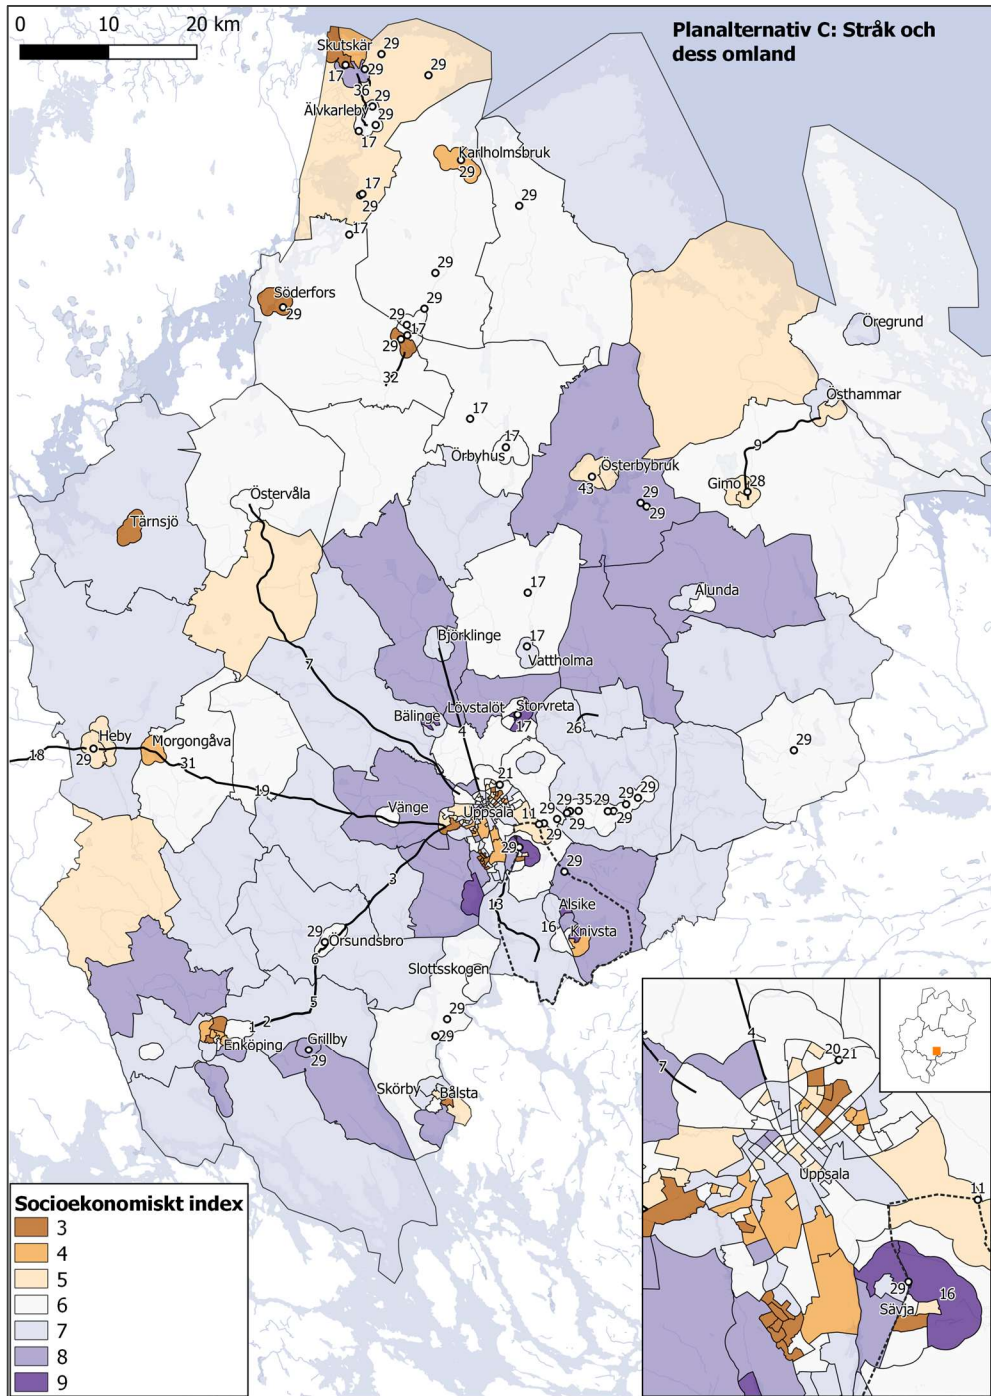 0 10 20 km
Planalternativ C: Stråk och
dess omland
Skutskär
29
29
17
29
36
29
Älvkarleby
29
17
Karlholmsbruk
29
17
29
29
17
29
Söderfors
29
29
29
17
29
32
Öregrund
Östhammar
17
17
Örbyhus
9
Österbybruk
43
Gimo
28
29
29
Östervåla
Tärnsjö
17
Alunda
Björklinge
17
Vattholma
7
Lövstalöt
Storvreta
Bälinge
17
26
4
Heby
29
18
Morgongåva
31
29
19
21
Vänge
Uppsala
11
29
29
35
29
29
29
29
29
29
29
29
3
13
Alsike
16
Knivsta
29
Örsundsbro
6
Slottsskogen
5
2
1
29
29
Enköping
Grillby
29
Skörby
Bålsta
4
7
20
21
Uppsala
11
29
16
Sävja
Socioekonomiskt index
3
4
5
6
7
8
9